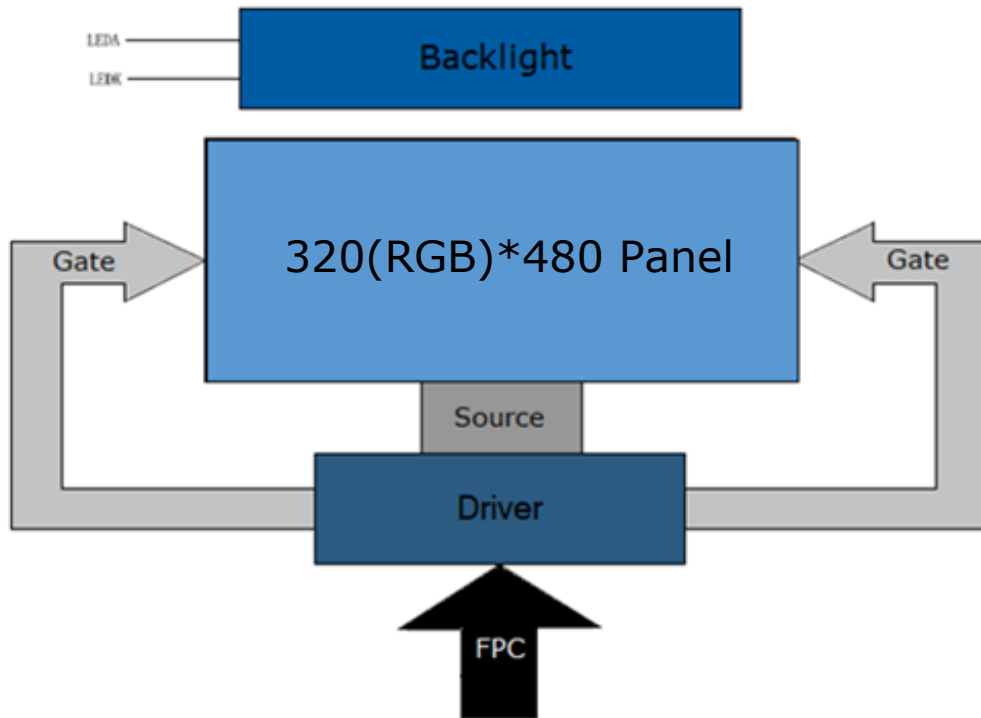 LEDA
Backlight
LEDK
320(RGB)*480 Panel
Gate
Gate
Source
Driver
FPC